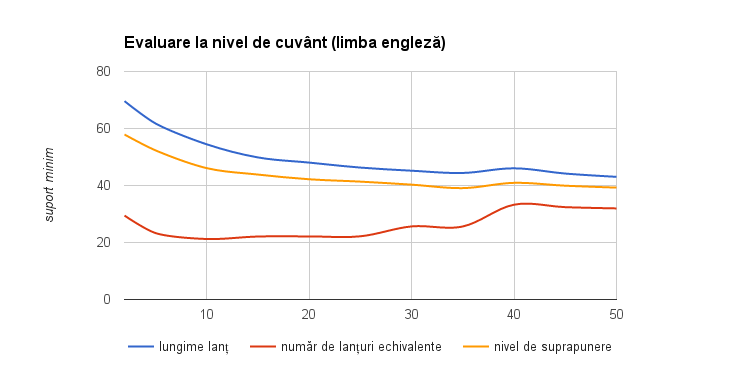 Evaluare la nivel de cuvânt (limba engleză)
80
60
40
20
0
suport minim
10 20 30 40 50
lungime lanț număr de lanțuri echivalente nivel de suprapunere